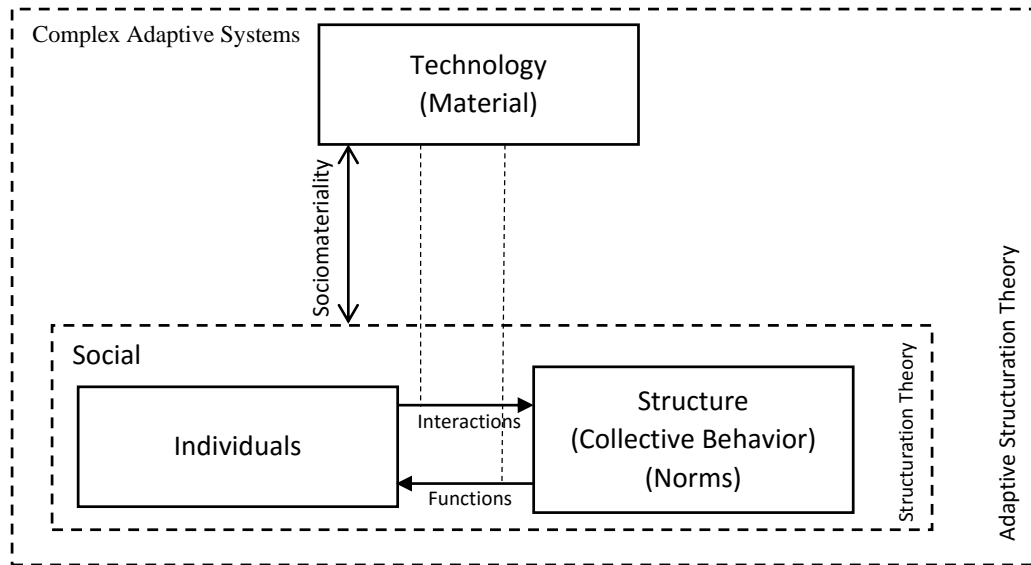 Complex Adaptive Systems
Technology
(Material)
Sociomateriality
Social
Individuals
Interactions
Functions
Structure
(Collective Behavior)
(Norms)
Structuration Theory
Adaptive Structuration Theory